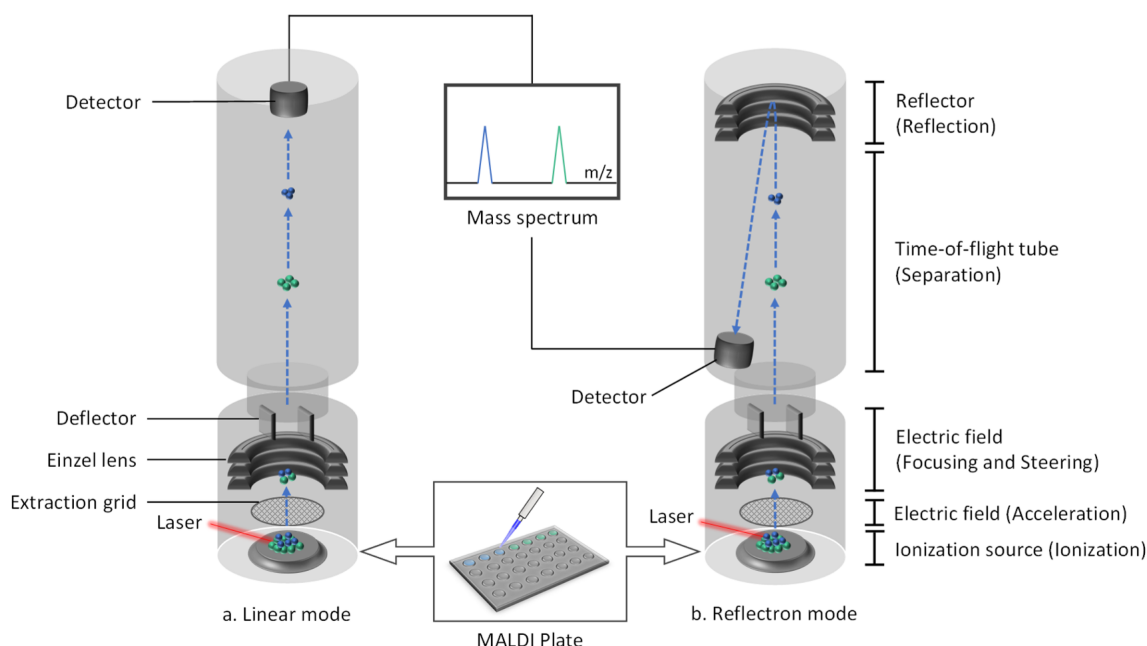 Detector
m/z
Mass spectrum
Reflector
(Reflection)
Time-of-flight tube
(Separation)
Detector
Deflector
Einzel lens
Extraction grid
Laser
Laser
Electric field
(Focusing and Steering)
Electric field (Acceleration)
Ionization source (Ionization)
a. Linear mode
MALDI Plate
b. Reflectron mode